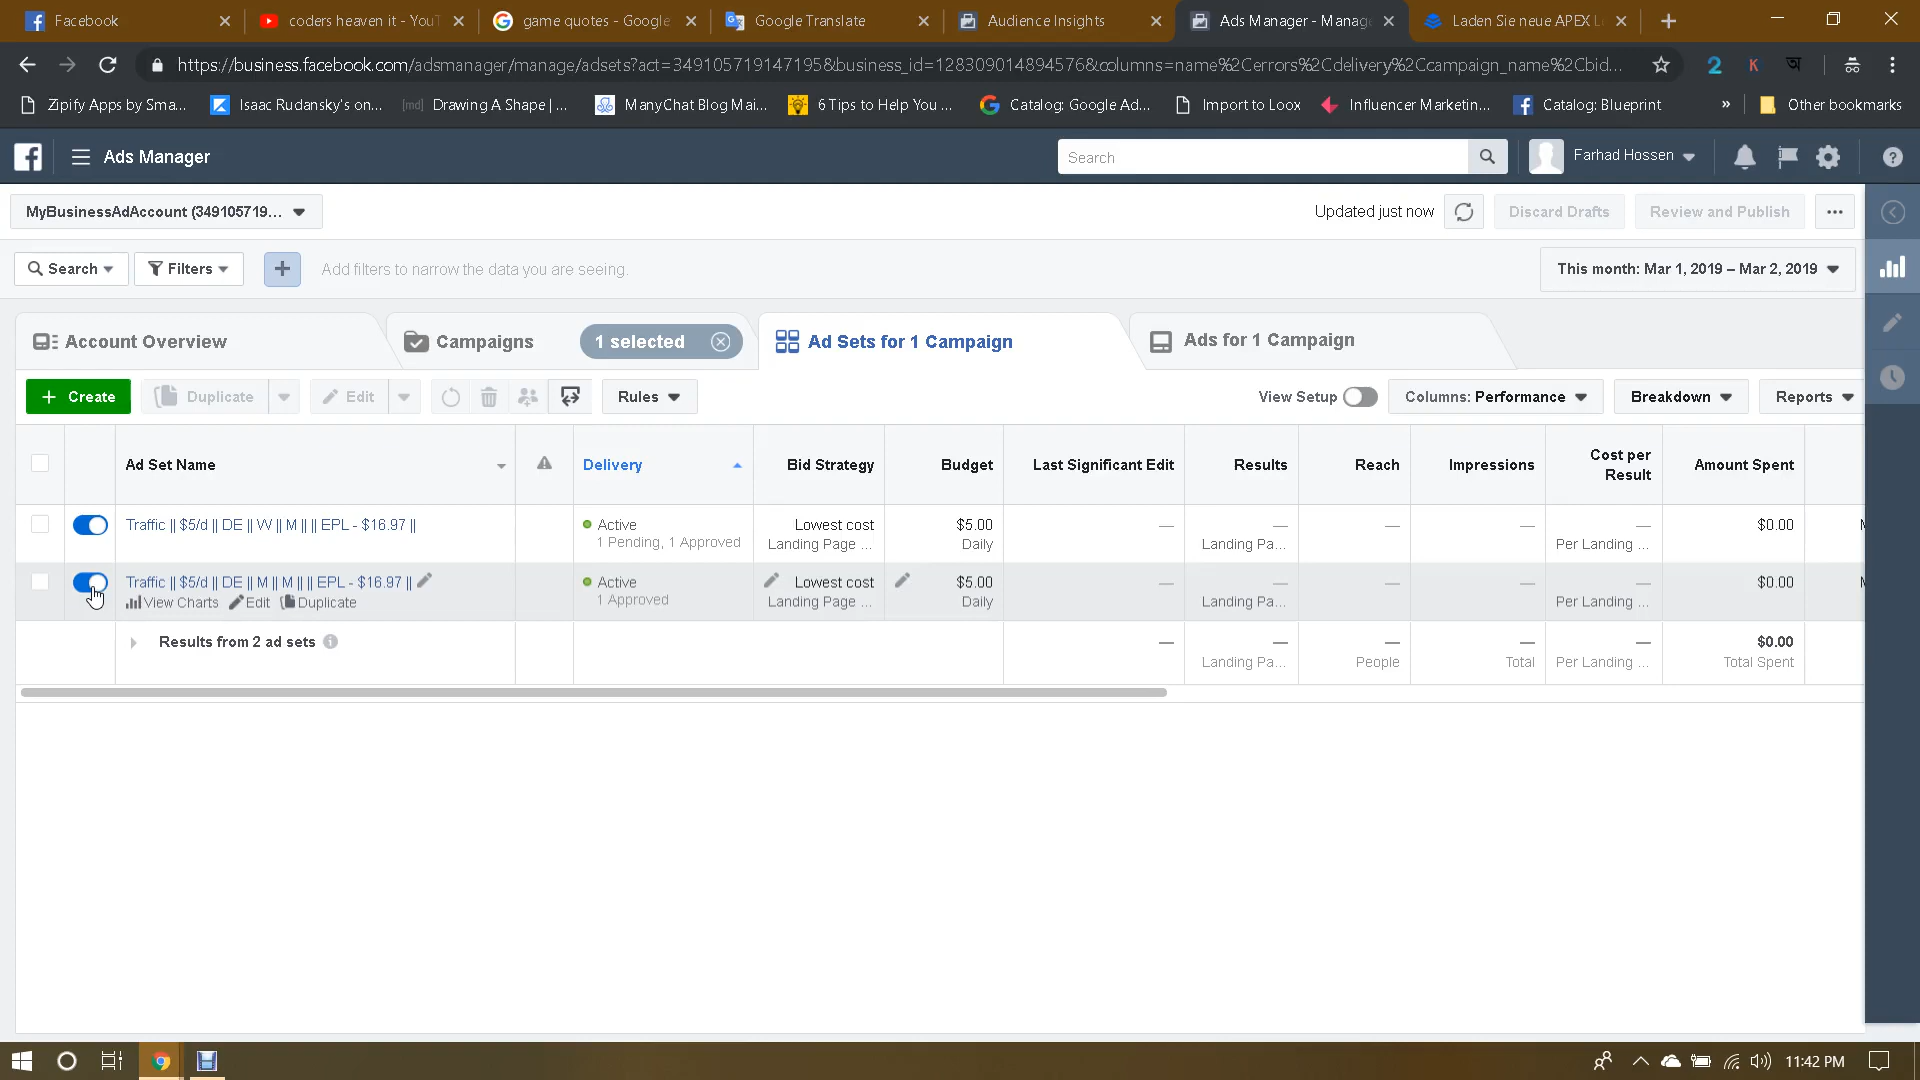 Facebook
coders heaven it - YouT
game quotes - Google
Google Translate
Audience Insights
Ads Manager - Manag
Laden Sie neue APEX L
https://business.facebook.com/adsmanager/manage/adsets?act=349105719147195&business_id=128309014894576&columns=name%2Cerrors%2Cdelivery%2Ccampaign_name%2Cbid...
Zipify Apps by Sma...
Isaac Rudansky's on...
[md] Drawing A Shape | ...
ManyChat Blog Mai...
6 Tips to Help You ...
Catalog: Google Ad...
Import to Loox
Influencer Marketin...
Catalog: Blueprint
»
Other bookmarks
Ads Manager
Search
Farhad Hossen
MyBusinessAdAccount (349105719...
Updated just now
Discard Drafts
Review and Publish
Search
Filters
Add filters to narrow the data you are seeing.
This month: Mar 1, 2019 – Mar 2, 2019
Account Overview
Campaigns
1 selected
Ad Sets for 1 Campaign
Ads for 1 Campaign
+ Create
Duplicate
Edit
Rules
View Setup
Columns: Performance
Breakdown
Reports
Ad Set Name
Delivery
Bid Strategy
Budget
Last Significant Edit
Results
Reach
Impressions
Cost per
Result
Amount Spent
Traffic || $5/d || DE || W || M || || EPL - $16.97 ||
Active
1 Pending, 1 Approved
Lowest cost
Landing Page ...
$5.00
Daily
—
—
Landing Pa...
—
—
—
Per Landing ...
$0.00
M
Traffic || $5/d || DE || M || M || || EPL - $16.97 ||
View Charts
Edit
Duplicate
Active
1 Approved
Lowest cost
Landing Page ...
$5.00
Daily
—
—
Landing Pa...
—
—
—
Per Landing ...
$0.00
M
Results from 2 ad sets
—
—
Landing Pa...
—
People
—
Total
—
Per Landing ...
$0.00
Total Spent
11:42 PM